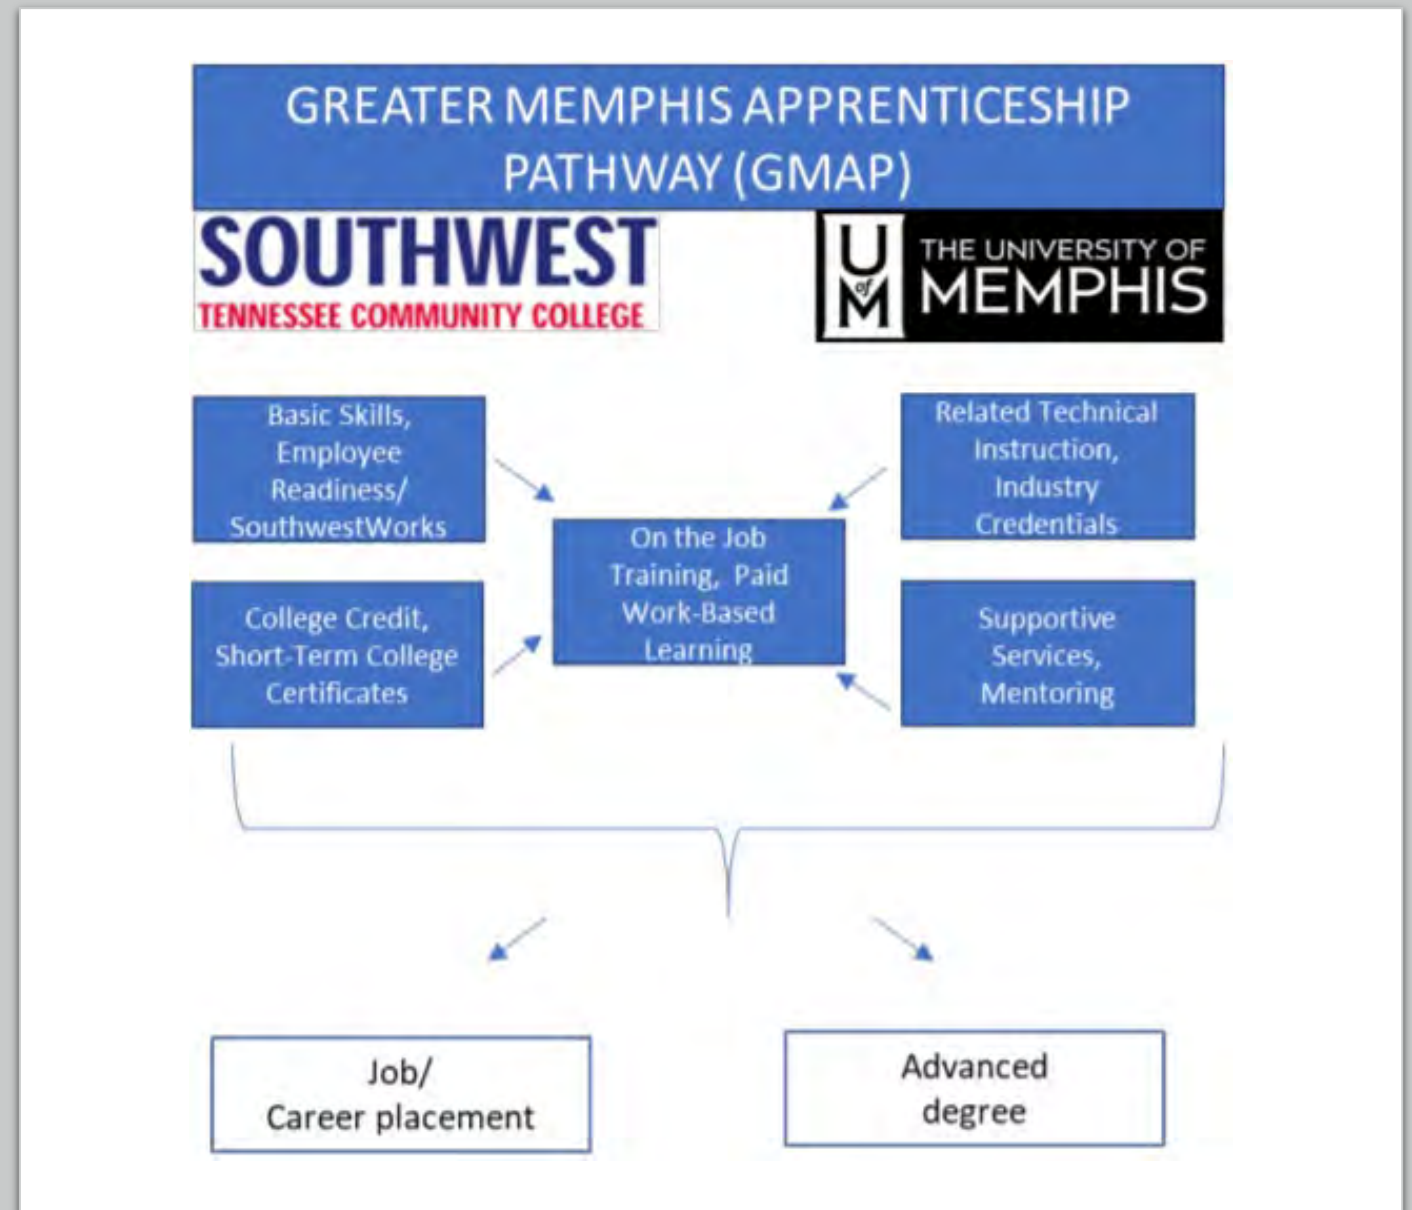 GREATER MEMPHIS APPRENTICESHIP
PATHWAY (GMAP)
SOUTHWEST
TENNESSEE COMMUNITY COLLEGE
U
of
M
THE UNIVERSITY OF
MEMPHIS
Basic Skills,
Employee
Readiness/
SouthwestWorks
Related Technical
Instruction,
Industry
Credentials
On the Job
Training, Paid
Work-Based
Learning
College Credit,
Short-Term College
Certificates
Supportive
Services,
Mentoring
Job/
Career placement
Advanced
degree